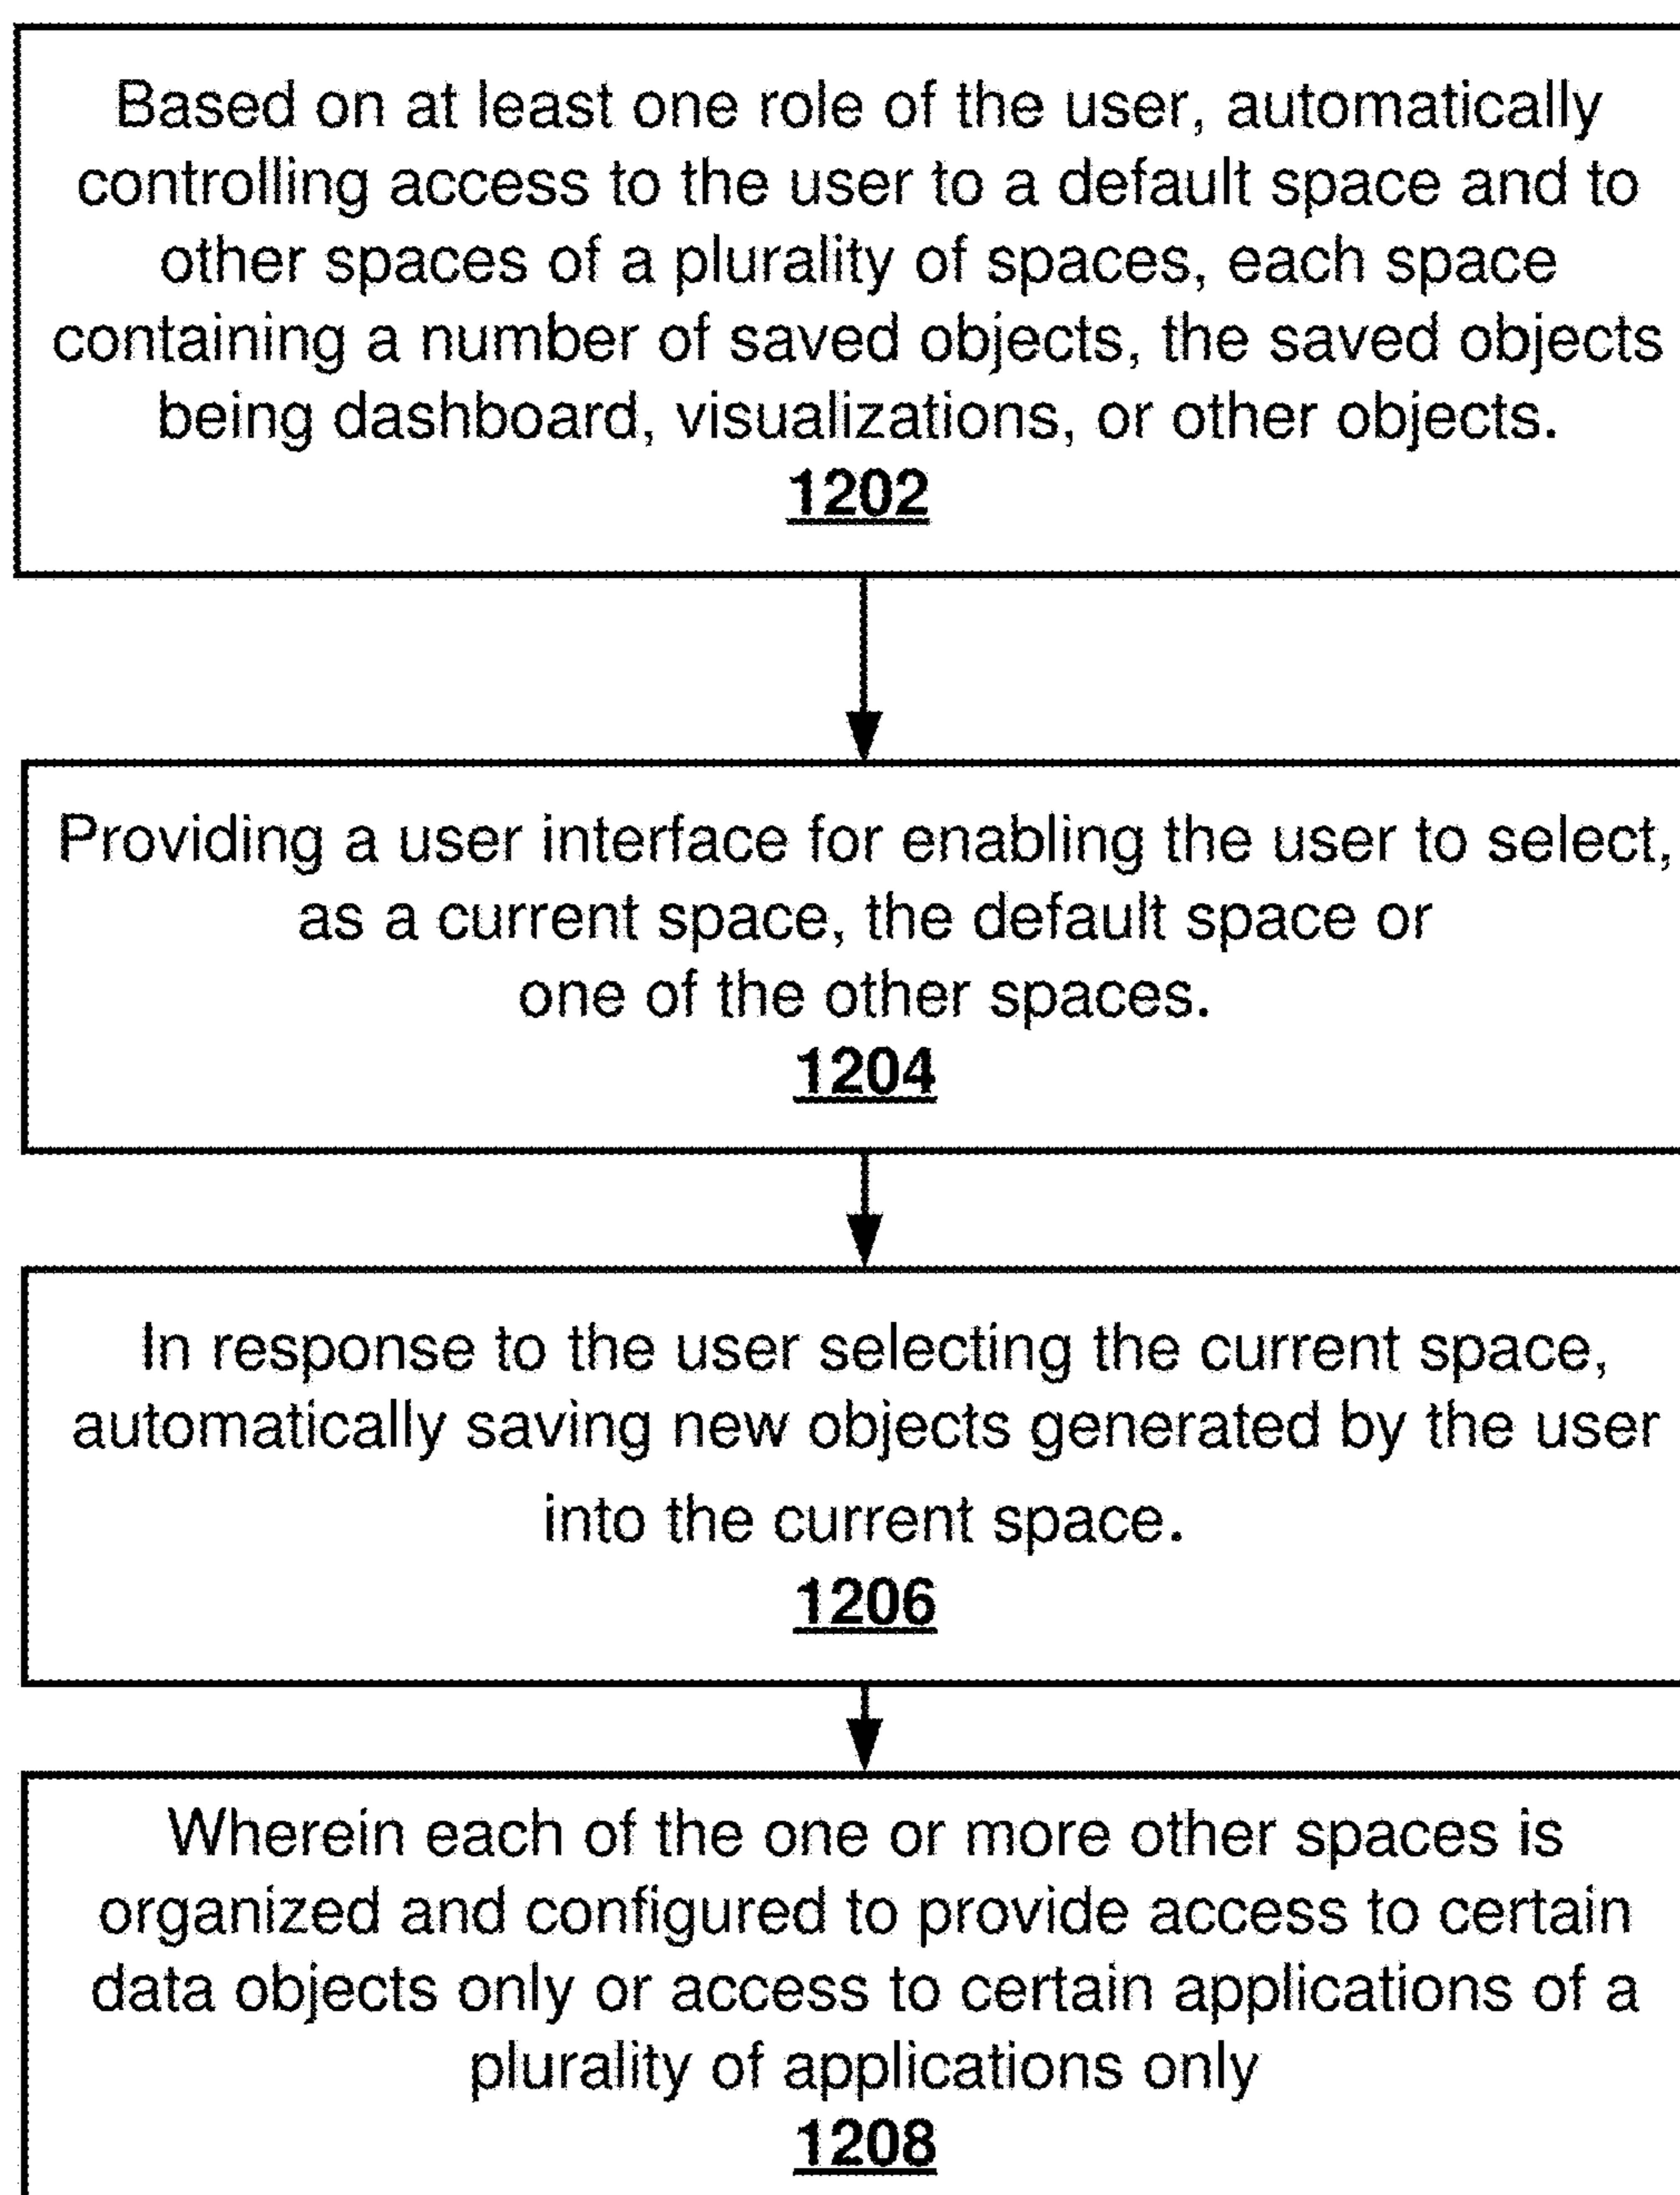 Based on at least one role of the user, automatically
controlling access to the user to a default space and to
other spaces of a plurality of spaces, each space
containing a number of saved objects, the saved objects
being dashboard, visualizations, or other objects.
1202
Providing a user interface for enabling the user to select,
as a current space, the default space or
one of the other spaces.
1204
In response to the user selecting the current space,
automatically saving new objects generated by the user
into the current space.
1206
Wherein each of the one or more other spaces is
organized and configured to provide access to certain
data objects only or access to certain applications of a
plurality of applications only
1208